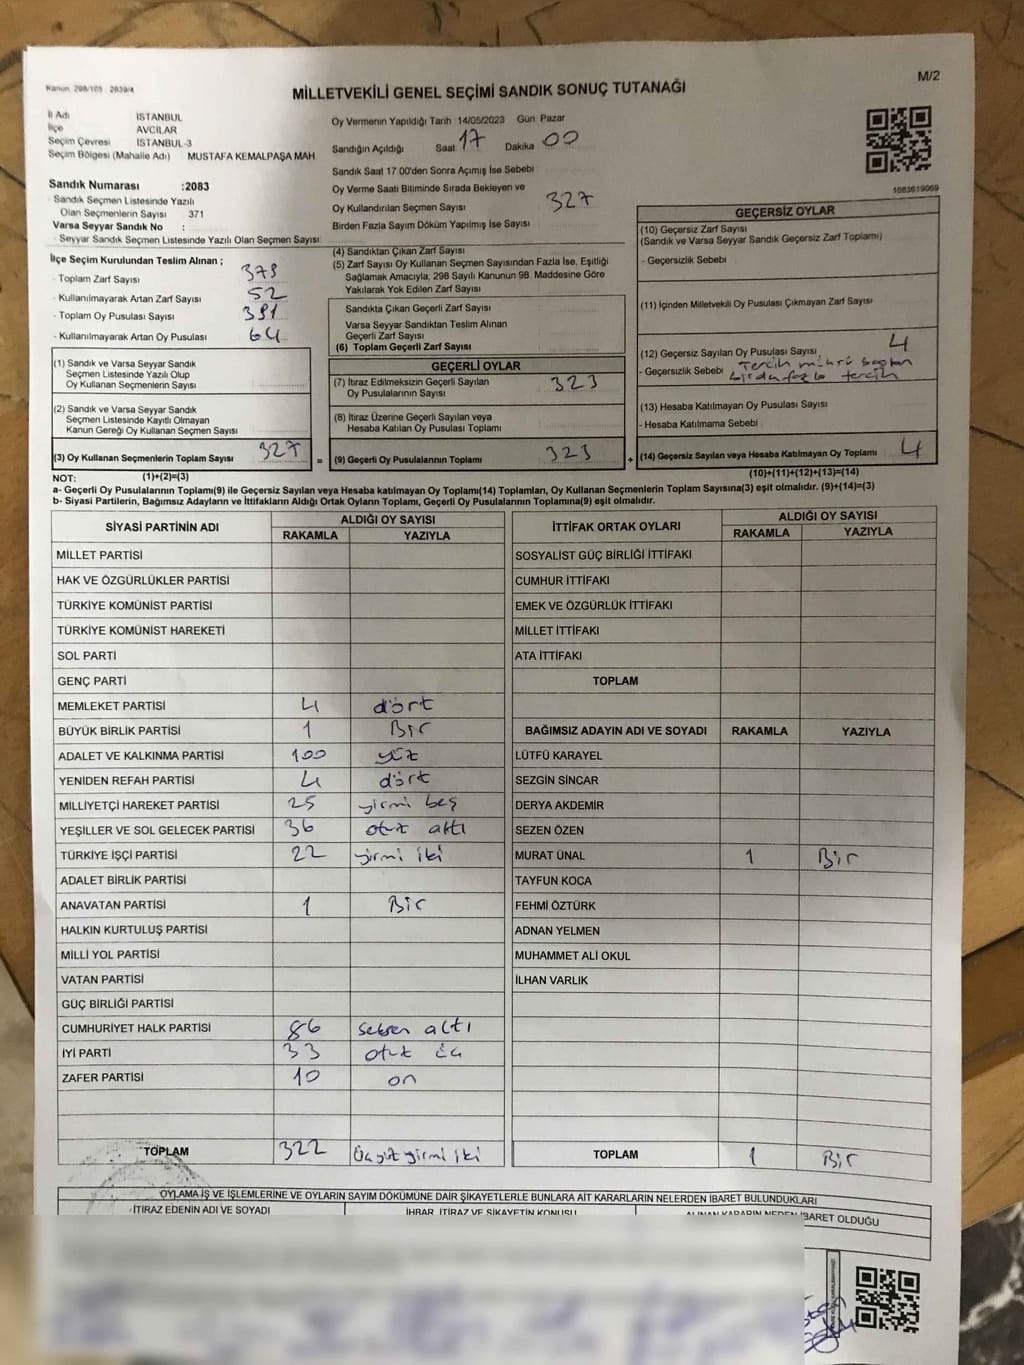 Kanun 298/105 2839/4
MİLLETVEKİLİ GENEL SEÇİMİ SANDIK SONUÇ TUTANAĞI
M/2
İl Adı İSTANBUL
İlçe AVCILAR
Seçim Çevresi İSTANBUL-3
Seçim Bölgesi (Mahalle Adı) MUSTAFA KEMALPAŞA MAH
Sandık Numarası :2083
Sandık Seçmen Listesinde Yazılı
Olan Seçmenlerin Sayısı 371
Varsa Seyyar Sandık No :
Seyyar Sandık Seçmen Listesinde Yazılı Olan Seçmen Sayısı:
İlçe Seçim Kurulundan Teslim Alınan ;
- Toplam Zarf Sayısı
- Kullanılmayarak Artan Zarf Sayısı 52
- Toplam Oy Pusulası Sayısı 391
- Kullanılmayarak Artan Oy Pusulası 64
(1) Sandık ve Varsa Seyyar Sandık
Seçmen Listesinde Yazılı Olup
Oy Kullanan Seçmenlerin Sayısı
(2) Sandık ve Varsa Seyyar Sandık
Seçmen Listesinde Kayıtlı Olmayan
Kanun Gereği Oy Kullanan Seçmen Sayısı
(3) Oy Kullanan Seçmenlerin Toplam Sayısı 327 =
Oy Vermenin Yapıldığı Tarih 14/05/2023 Gün Pazar
Sandığın Açıldığı Saat 17 Dakika 00
Sandık Saat 17 00'den Sonra Açımış İse Sebebi
Oy Verme Saati Bitiminde Sırada Bekleyen ve
Oy Kullandırılan Seçmen Sayısı 327
Birden Fazla Sayım Döküm Yapılmış İse Sayısı
(4) Sandıktan Çıkan Zarf Sayısı
(5) Zarf Sayısı Oy Kullanan Seçmen Sayısından Fazla İse, Eşitliği
Sağlamak Amacıyla, 298 Sayılı Kanunun 98. Maddesine Göre
Yakılarak Yok Edilen Zarf Sayısı
Sandıkta Çıkan Geçerli Zarf Sayısı
Varsa Seyyar Sandıktan Teslim Alınan
Geçerli Zarf Sayısı
(6) Toplam Geçerli Zarf Sayısı
GEÇERLİ OYLAR
(7) İtiraz Edilmeksizin Geçerli Sayılan 323
Oy Pusulalarının Sayısı
(8) İtiraz Üzerine Geçerli Sayılan veya
Hesaba Katılan Oy Pusulası Toplamı
(9) Geçerli Oy Pusulalarının Toplamı 323 +
1083619069
GEÇERSİZ OYLAR
(10) Geçersiz Zarf Sayısı
(Sandık ve Varsa Seyyar Sandık Geçersiz Zarf Toplamı)
- Geçersizlik Sebebi
(11) İçinden Milletvekili Oy Pusulası Çıkmayan Zarf Sayısı
(12) Geçersiz Sayılan Oy Pusulası Sayısı 4
- Geçersizlik Sebebi Tercih mührü
birden fazla tercih
(13) Hesaba Katılmayan Oy Pusulası Sayısı
- Hesaba Katılmama Sebebi
(14) Geçersiz Sayılan veya Hesaba Katılmayan Oy Toplamı 4
NOT: (1)+(2)=(3)
(10)+(11)+(12)+(13)=(14)
a- Geçerli Oy Pusulalarının Toplamı(9) ile Geçersiz Sayılan veya Hesaba katılmayan Oy Toplamı(14) Toplamları, Oy Kullanan Seçmenlerin Toplam Sayısına(3) eşit olmalıdır. (9)+(14)=(3)
b- Siyasi Partilerin, Bağımsız Adayların ve İttifakların Aldığı Ortak Oyların Toplamı, Geçerli Oy Pusulalarının Toplamına(9) eşit olmalıdır.
SİYASİ PARTİNİN ADI ALDIĞI OY SAYISI
RAKAMLA YAZIYLA
MİLLET PARTİSİ
HAK VE ÖZGÜRLÜKLER PARTİSİ
TÜRKİYE KOMÜNİST PARTİSİ
TÜRKİYE KOMÜNİST HAREKETİ
SOL PARTİ
GENÇ PARTİ
MEMLEKET PARTİSİ 4 dört
BÜYÜK BİRLİK PARTİSİ 1 Bir
ADALET VE KALKINMA PARTİSİ 100 yüz
YENİDEN REFAH PARTİSİ 4 dört
MİLLİYETÇİ HAREKET PARTİSİ 25 yirmi beş
YEŞİLLER VE SOL GELECEK PARTİSİ 36 otuz altı
TÜRKİYE İŞÇİ PARTİSİ 22 yirmi iki
ADALET BİRLİK PARTİSİ
ANAVATAN PARTİSİ 1 Bir
HALKIN KURTULUŞ PARTİSİ
MİLLİ YOL PARTİSİ
VATAN PARTİSİ
GÜÇ BİRLİĞİ PARTİSİ
CUMHURİYET HALK PARTİSİ 86 seksen altı
İYİ PARTİ 33 otuz üç
ZAFER PARTİSİ 10 on
TOPLAM 322 Üçyüzyirmi iki
İTTİFAK ORTAK OYLARI ALDIĞI OY SAYISI
RAKAMLA YAZIYLA
SOSYALİST GÜÇ BİRLİĞİ İTTİFAKI
CUMHUR İTTİFAKI
EMEK VE ÖZGÜRLÜK İTTİFAKI
MİLLET İTTİFAKI
ATA İTTİFAKI
TOPLAM
BAĞIMSIZ ADAYIN ADI VE SOYADI RAKAMLA YAZIYLA
LÜTFÜ KARAYEL
SEZGİN SİNCAR
DERYA AKDEMİR
SEZEN ÖZEN
MURAT ÜNAL 1 Bir
TAYFUN KOCA
FEHMİ ÖZTÜRK
ADNAN YELMEN
MUHAMMET ALİ OKUL
İLHAN VARLIK
TOPLAM 1 Bir
OYLAMA İŞ VE İŞLEMLERİNE VE OYLARIN SAYIM DÖKÜMÜNE DAİR ŞİKAYETLERLE BUNLARA AİT KARARLARIN NELERDEN İBARET BULUNDUKLARI
İTİRAZ EDENİN ADI VE SOYADI İHBAR, İTİRAZ VE ŞİKAYETİN KONUSU ALINAN KARARIN NEDEN İBARET OLDUĞU